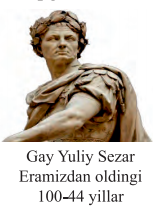 Gay Yuliy Sezar
Eramizdan oldingi
100-44 yillar